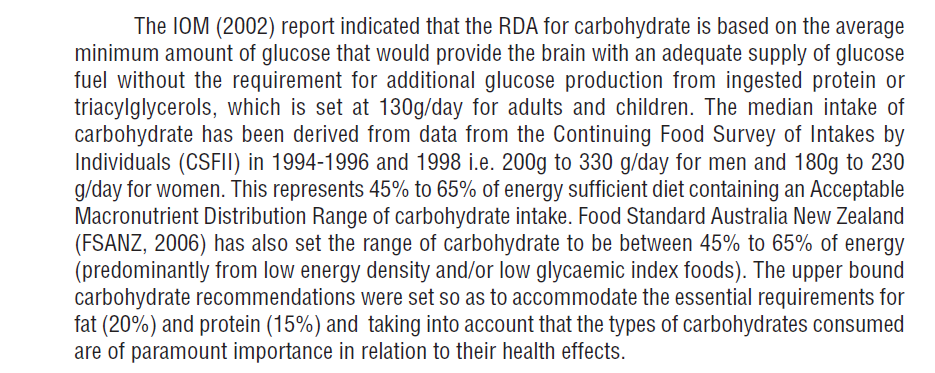 The IOM (2002) report indicated that the RDA for carbohydrate is based on the average
minimum amount of glucose that would provide the brain with an adequate supply of glucose
fuel without the requirement for additional glucose production from ingested protein or
triacylglycerols, which is set at 130g/day for adults and children. The median intake of
carbohydrate has been derived from data from the Continuing Food Survey of Intakes by
Individuals (CSFII) in 1994-1996 and 1998 i.e. 200g to 330 g/day for men and 180g to 230
g/day for women. This represents 45% to 65% of energy sufficient diet containing an Acceptable
Macronutrient Distribution Range of carbohydrate intake. Food Standard Australia New Zealand
(FSANZ, 2006) has also set the range of carbohydrate to be between 45% to 65% of energy
(predominantly from low energy density and/or low glycaemic index foods). The upper bound
carbohydrate recommendations were set so as to accommodate the essential requirements for
fat (20%) and protein (15%) and  taking into account that the types of carbohydrates consumed
are of paramount importance in relation to their health effects.